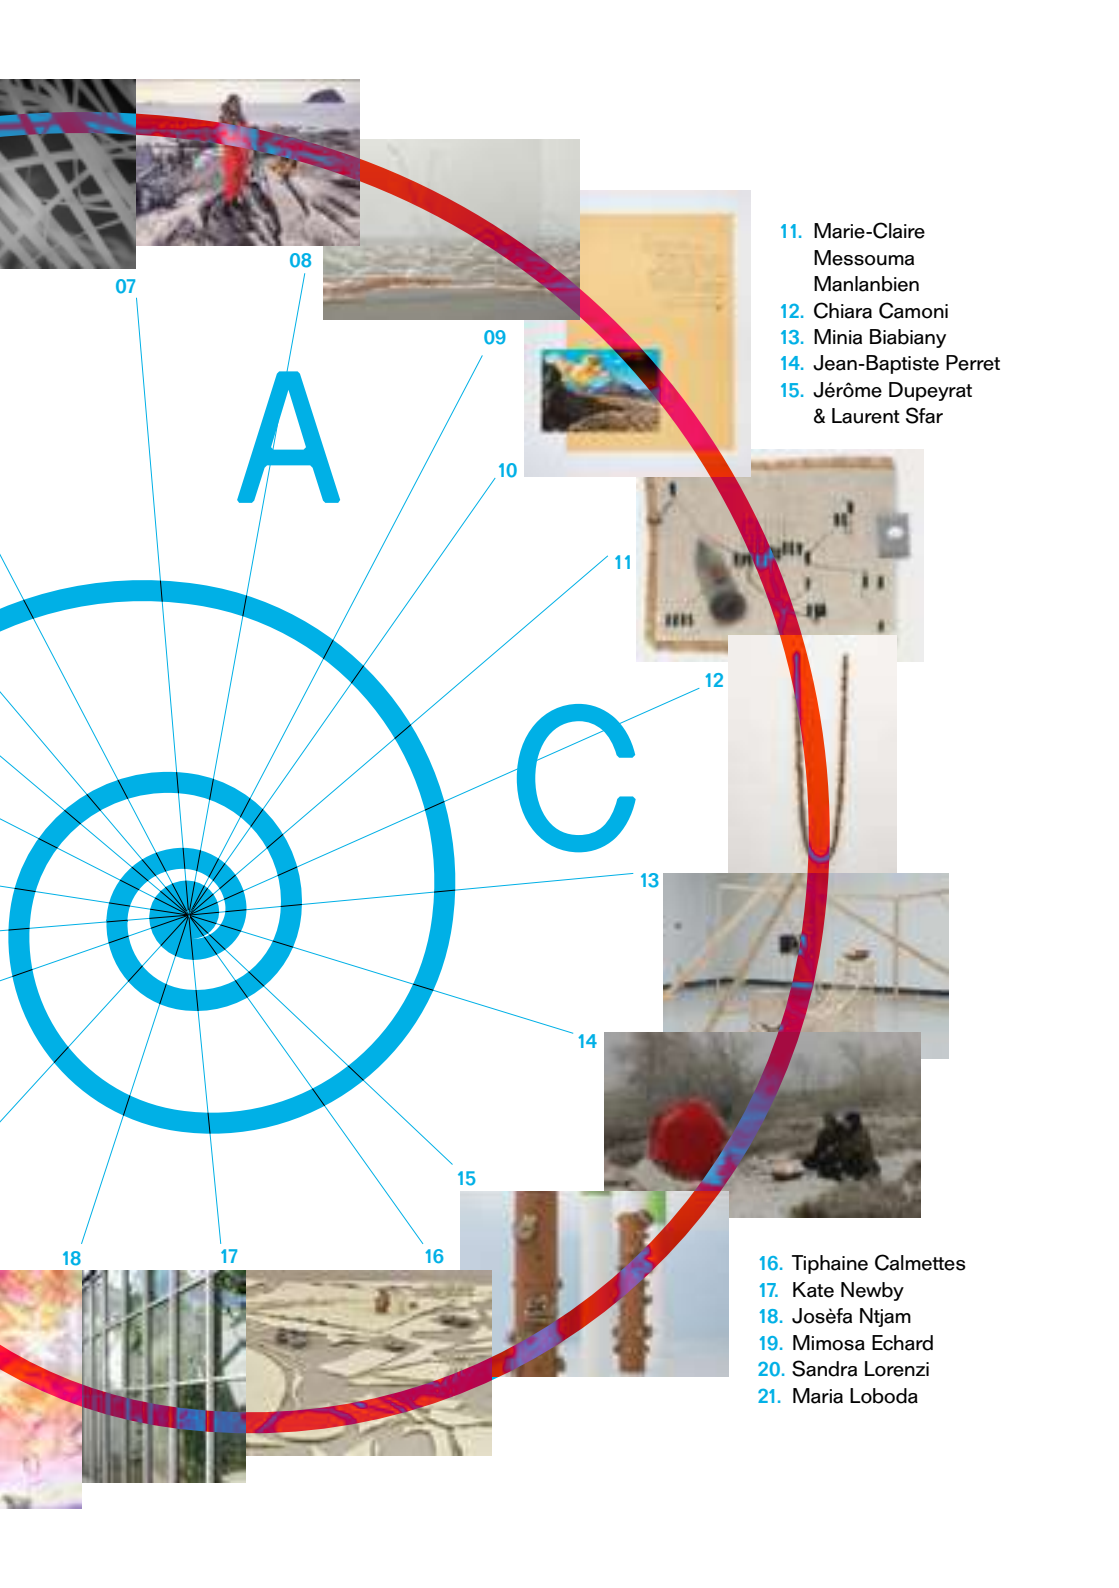 08
07
09
A
10
11
12
C
13
14
15
16
17
18
11. Marie-Claire
Messouma
Manlanbien
12. Chiara Camoni
13. Minia Biabiany
14. Jean-Baptiste Perret
15. Jérôme Dupeyrat
& Laurent Sfar
16. Tiphaine Calmettes
17. Kate Newby
18. Josèfa Ntjam
19. Mimosa Echard
20. Sandra Lorenzi
21. Maria Loboda